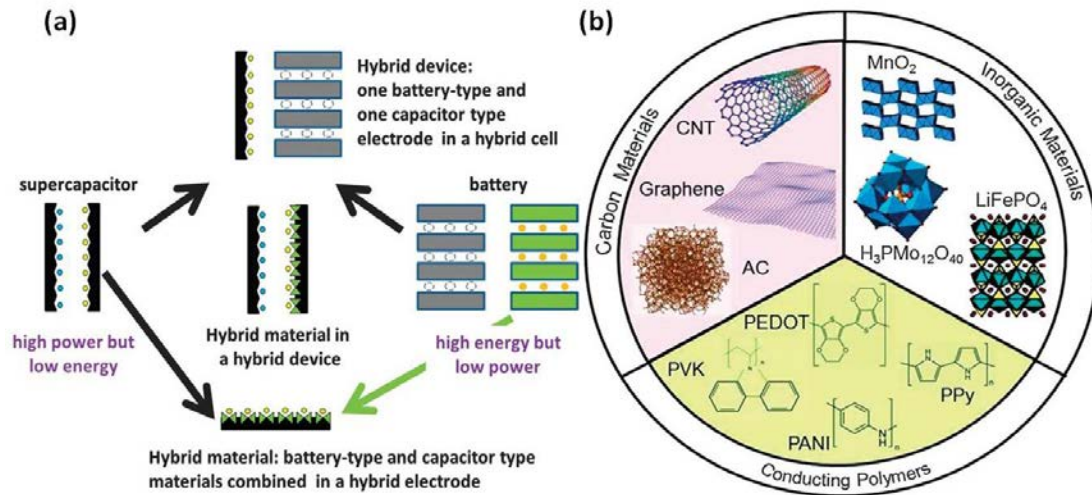 (a)
Hybrid device:
one battery-type and
one capacitor type
electrode in a hybrid cell
supercapacitor
battery
high power but
low energy
Hybrid material in
a hybrid device
high energy but
low power
Hybrid material: battery-type and capacitor type
materials combined in a hybrid electrode
(b)
Carbon Materials
CNT
Graphene
AC
Inorganic Materials
MnO₂
LiFePO₄
H₃PMo₁₂O₄₀
PEDOT
n
PVK
n
N
PPy
H
N
N
H
n
PANI
N
H
n
S
S
O
O
O
O
Conducting Polymers